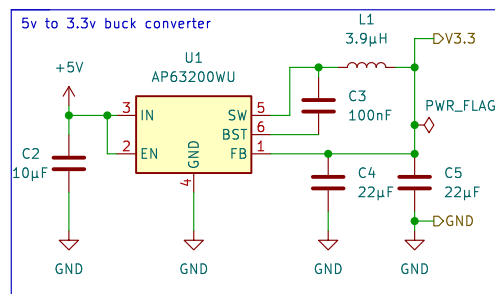 5v to 3.3v buck converter
L1
3.9µH
V3.3
U1
AP63200WU
+5V
3 IN
SW 5
C3
100nF
PWR_FLAG
BST 6
2 EN
FB 1
GND
4
C2
10µF
C4
22µF
C5
22µF
GND
GND
GND
GND
GND